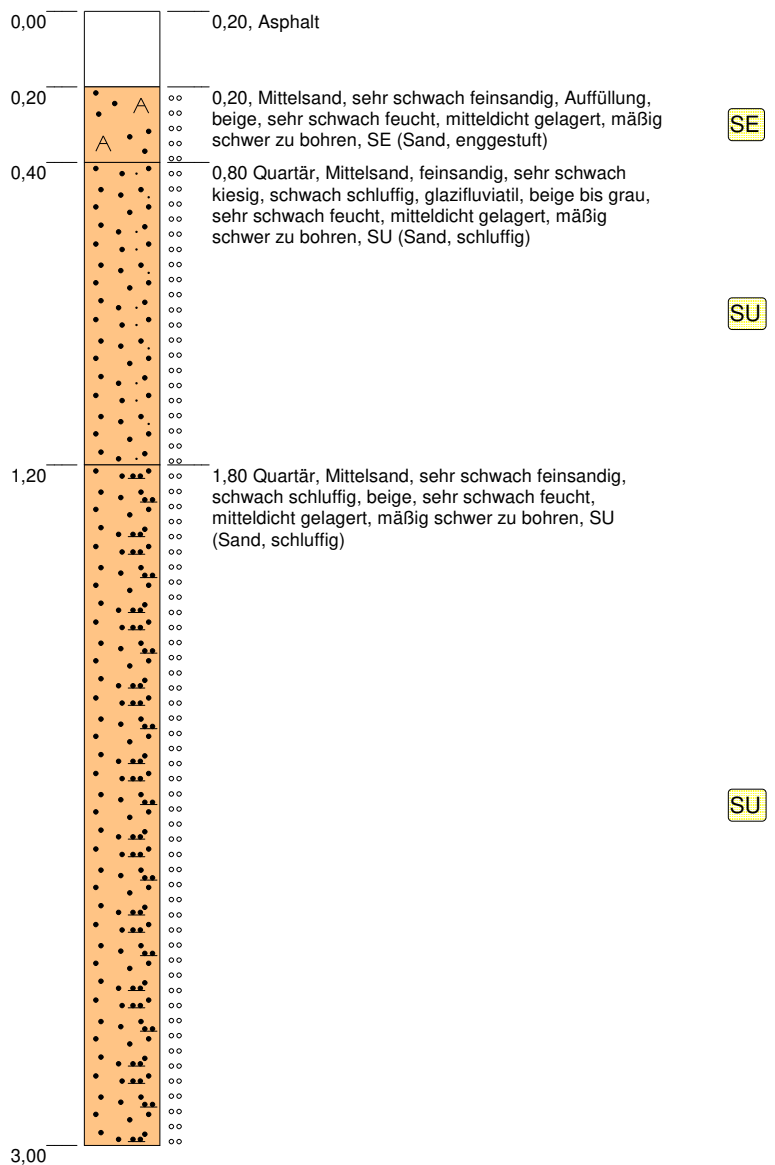 0,00
0,20, Asphalt
0,20
0,20, Mittelsand, sehr schwach feinsandig, Auffüllung,
beige, sehr schwach feucht, mitteldicht gelagert, mäßig
schwer zu bohren, SE (Sand, enggestuft)
SE
A
A
0,40
0,80 Quartär, Mittelsand, feinsandig, sehr schwach
kiesig, schwach schluffig, glazifluviatil, beige bis grau,
sehr schwach feucht, mitteldicht gelagert, mäßig
schwer zu bohren, SU (Sand, schluffig)
SU
1,20
1,80 Quartär, Mittelsand, sehr schwach feinsandig,
schwach schluffig, beige, sehr schwach feucht,
mitteldicht gelagert, mäßig schwer zu bohren, SU
(Sand, schluffig)
SU
3,00